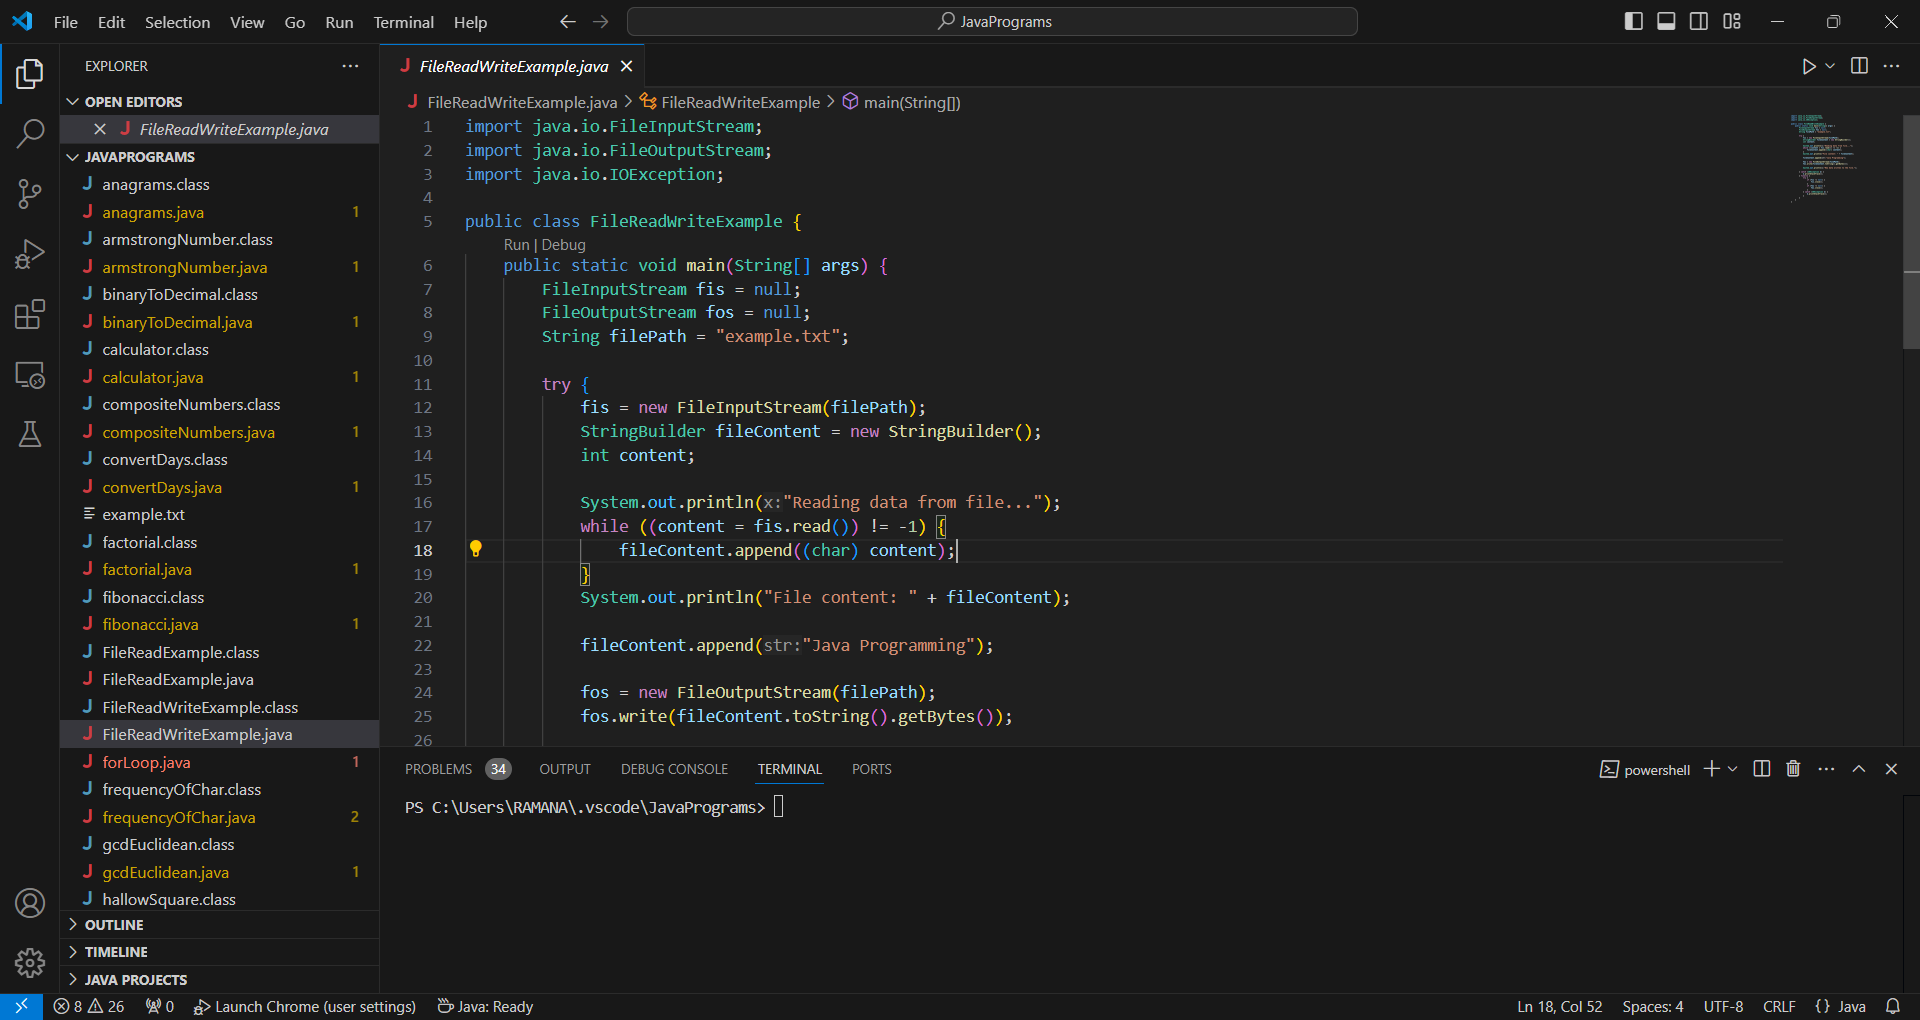 File Edit Selection View Go Run Terminal Help
JavaPrograms
EXPLORER
OPEN EDITORS
FileReadWriteExample.java
JAVAPROGRAMS
anagrams.class
anagrams.java 1
armstrongNumber.class
armstrongNumber.java 1
binaryToDecimal.class
binaryToDecimal.java 1
calculator.class
calculator.java 1
compositeNumbers.class
compositeNumbers.java 1
convertDays.class
convertDays.java 1
example.txt
factorial.class
factorial.java 1
fibonacci.class
fibonacci.java 1
FileReadExample.class
FileReadExample.java
FileReadWriteExample.class
FileReadWriteExample.java
forLoop.java 1
frequencyOfChar.class
frequencyOfChar.java 2
gcdEuclidean.class
gcdEuclidean.java 1
hallowSquare.class
OUTLINE
TIMELINE
JAVA PROJECTS
FileReadWriteExample.java
FileReadWriteExample.java > FileReadWriteExample > main(String[])
1 import java.io.FileInputStream;
2 import java.io.FileOutputStream;
3 import java.io.IOException;
4
5 public class FileReadWriteExample {
Run | Debug
6 public static void main(String[] args) {
7 FileInputStream fis = null;
8 FileOutputStream fos = null;
9 String filePath = "example.txt";
10
11 try {
12 fis = new FileInputStream(filePath);
13 StringBuilder fileContent = new StringBuilder();
14 int content;
15
16 System.out.println(x:"Reading data from file...");
17 while ((content = fis.read()) != -1) {
18 fileContent.append((char) content);
19 }
20 System.out.println("File content: " + fileContent);
21
22 fileContent.append(str:"Java Programming");
23
24 fos = new FileOutputStream(filePath);
25 fos.write(fileContent.toString().getBytes());
26
PROBLEMS 34 OUTPUT DEBUG CONSOLE TERMINAL PORTS
powershell
PS C:\Users\RAMANA\.vscode\JavaPrograms>
8 26 0 Launch Chrome (user settings) Java: Ready
Ln 18, Col 52 Spaces: 4 UTF-8 CRLF {} Java